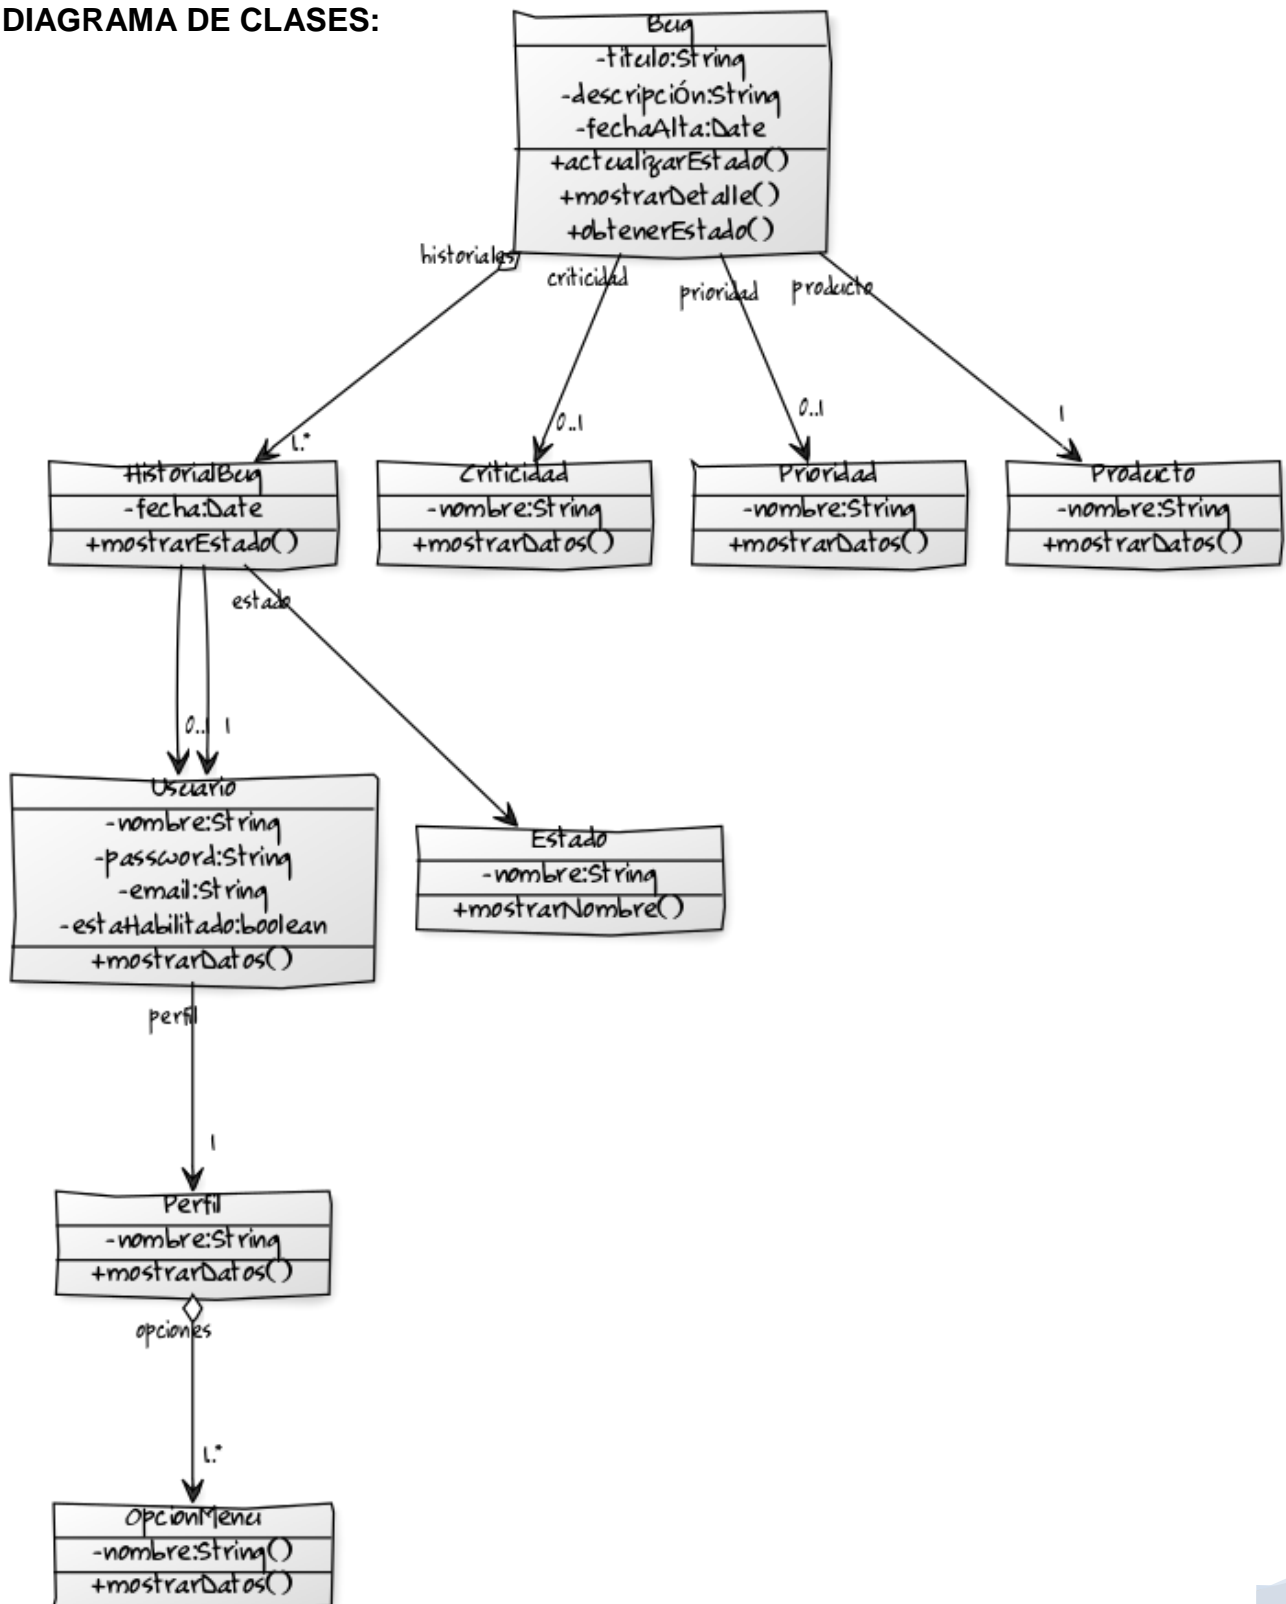 DIAGRAMA DE CLASES:
Bug
-titulo:String
-descripción:String
-fechaAlta:Date
+actualizarEstado()
+mostrarDetalle()
+obtenerEstado()
historiales
criticidad
prioridad
producto
1..*
0..1
0..1
1
HistorialBug
-fecha:Date
+mostrarEstado()
Criticidad
-nombre:String
+mostrarDatos()
Prioridad
-nombre:String
+mostrarDatos()
Producto
-nombre:String
+mostrarDatos()
estado
0..1
1
Usuario
-nombre:String
-password:String
-email:String
-estaHabilitado:boolean
+mostrarDatos()
Estado
-nombre:String
+mostrarNombre()
perfil
1
Perfil
-nombre:String
+mostrarDatos()
opciones
1..*
OpcionMenu
-nombre:String()
+mostrarDatos()